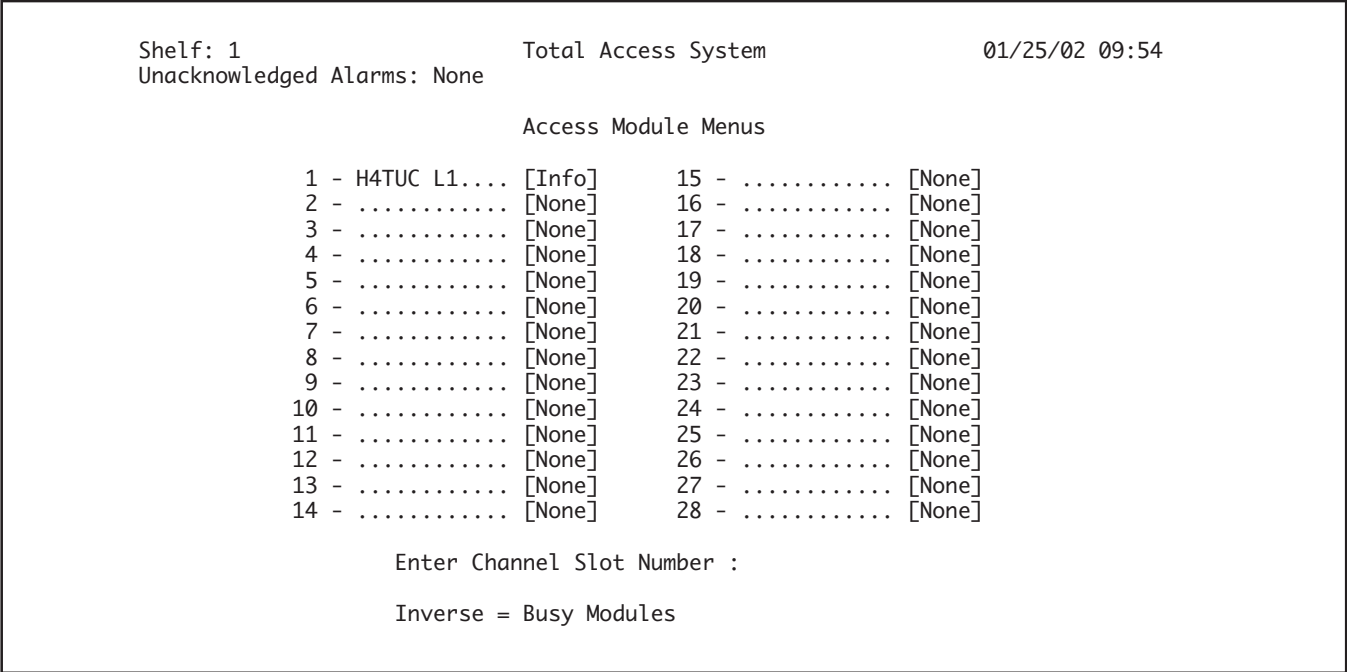 Shelf: 1 Total Access System 01/25/02 09:54
Unacknowledged Alarms: None
Access Module Menus
1 - H4TUC L1.... [Info] 15 - ............ [None]
2 - ............ [None] 16 - ............ [None]
3 - ............ [None] 17 - ............ [None]
4 - ............ [None] 18 - ............ [None]
5 - ............ [None] 19 - ............ [None]
6 - ............ [None] 20 - ............ [None]
7 - ............ [None] 21 - ............ [None]
8 - ............ [None] 22 - ............ [None]
9 - ............ [None] 23 - ............ [None]
10 - ............ [None] 24 - ............ [None]
11 - ............ [None] 25 - ............ [None]
12 - ............ [None] 26 - ............ [None]
13 - ............ [None] 27 - ............ [None]
14 - ............ [None] 28 - ............ [None]
Enter Channel Slot Number :
Inverse = Busy Modules